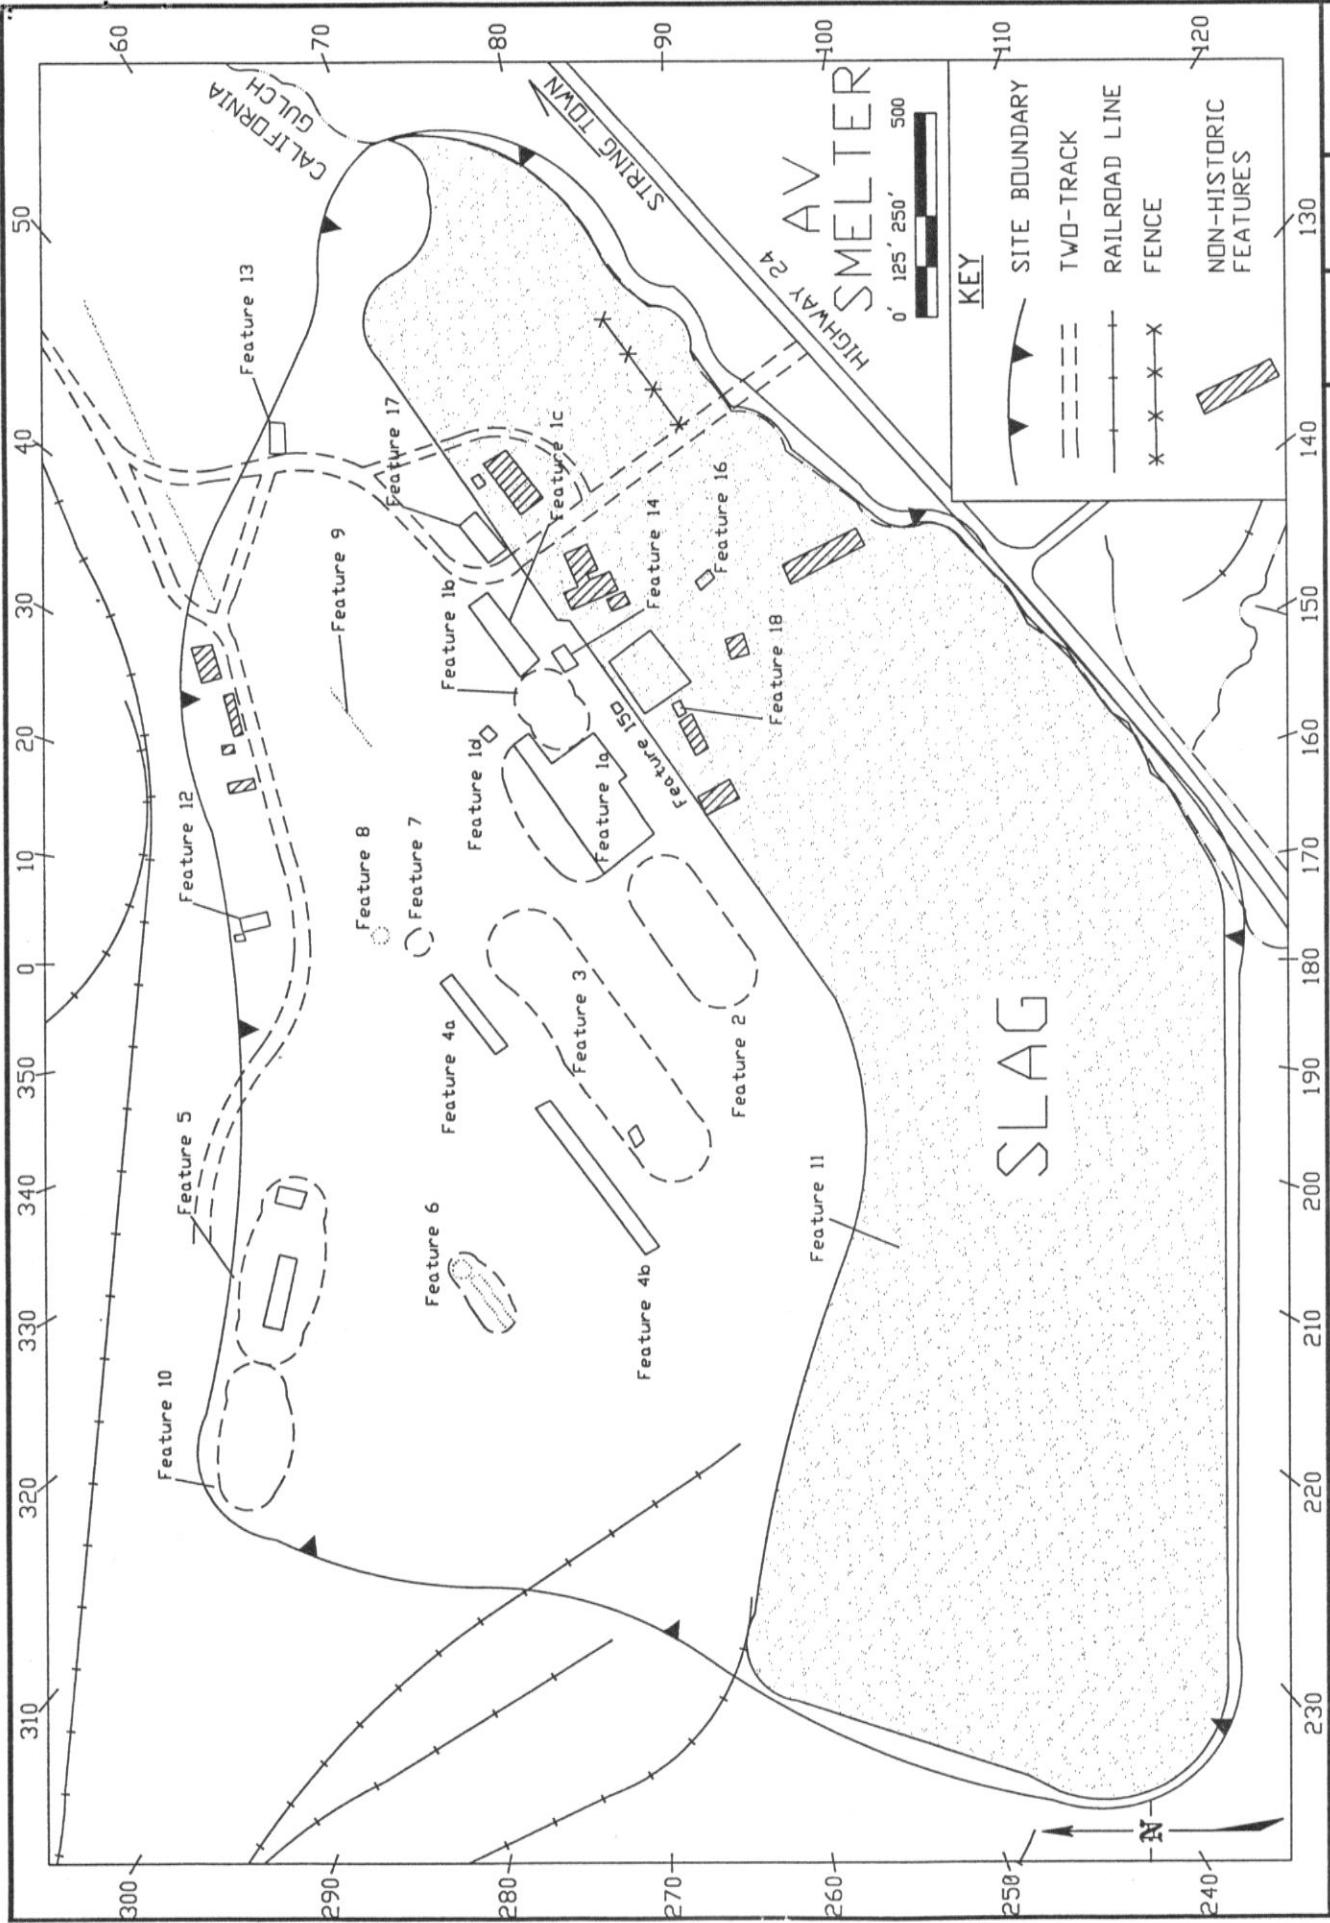 300
310
320
330
340
350
0
10
20
30
40
50
60
70
80
90
100
110
120
130
140
150
160
170
180
190
200
210
220
230
240
250
260
270
280
290
CALIFORNIA
GULCH
STRING TOWN
HIGHWAY 24
Feature 13
Feature 17
Feature 1c
Feature 9
Feature 1b
Feature 14
Feature 16
Feature 18
Feature 1d
Feature 1a
Feature 15
Feature 12
Feature 8
Feature 7
Feature 3
Feature 4a
Feature 2
Feature 5
Feature 6
Feature 4b
Feature 11
Feature 10
SLAG
AV
SMELTER
0' 125' 250' 500
KEY
SITE BOUNDARY
TWO-TRACK
RAILROAD LINE
FENCE
NON-HISTORIC
FEATURES
N